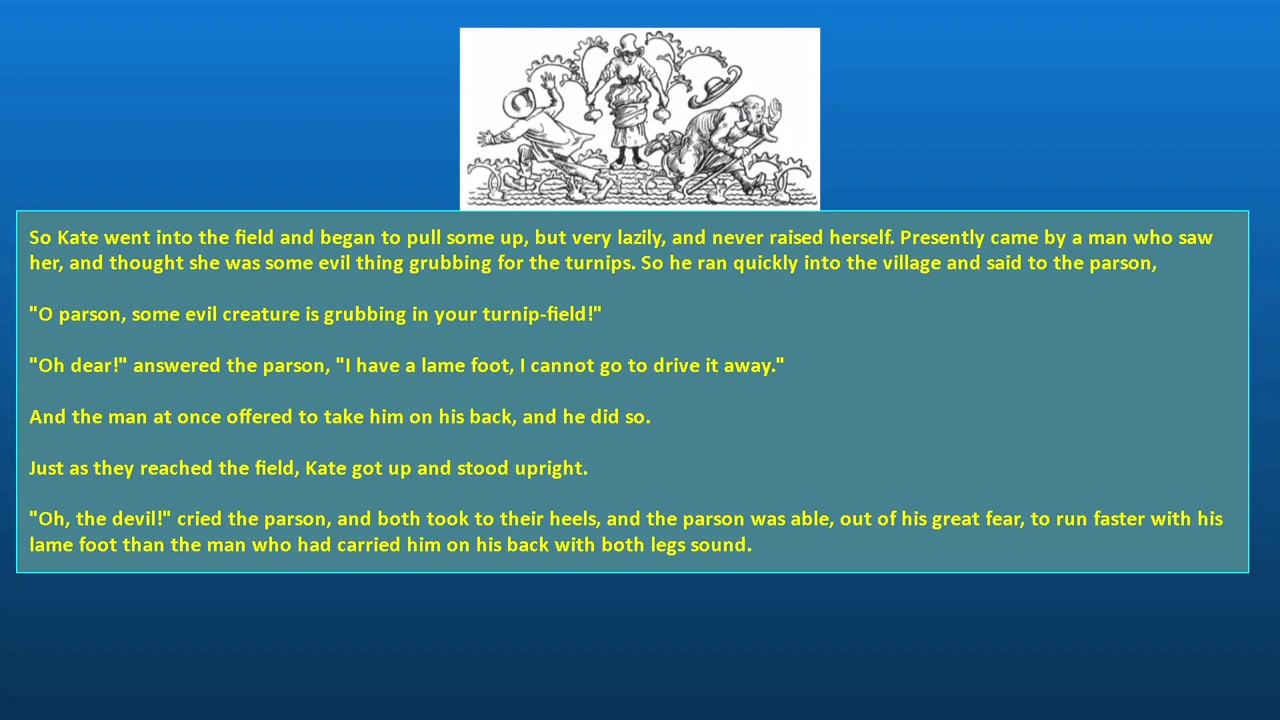 So Kate went into the field and began to pull some up, but very lazily, and never raised herself. Presently came by a man who saw
her, and thought she was some evil thing grubbing for the turnips. So he ran quickly into the village and said to the parson,
"O parson, some evil creature is grubbing in your turnip-field!"
"Oh dear!" answered the parson, "I have a lame foot, I cannot go to drive it away."
And the man at once offered to take him on his back, and he did so.
Just as they reached the field, Kate got up and stood upright.
"Oh, the devil!" cried the parson, and both took to their heels, and the parson was able, out of his great fear, to run faster with his
lame foot than the man who had carried him on his back with both legs sound.